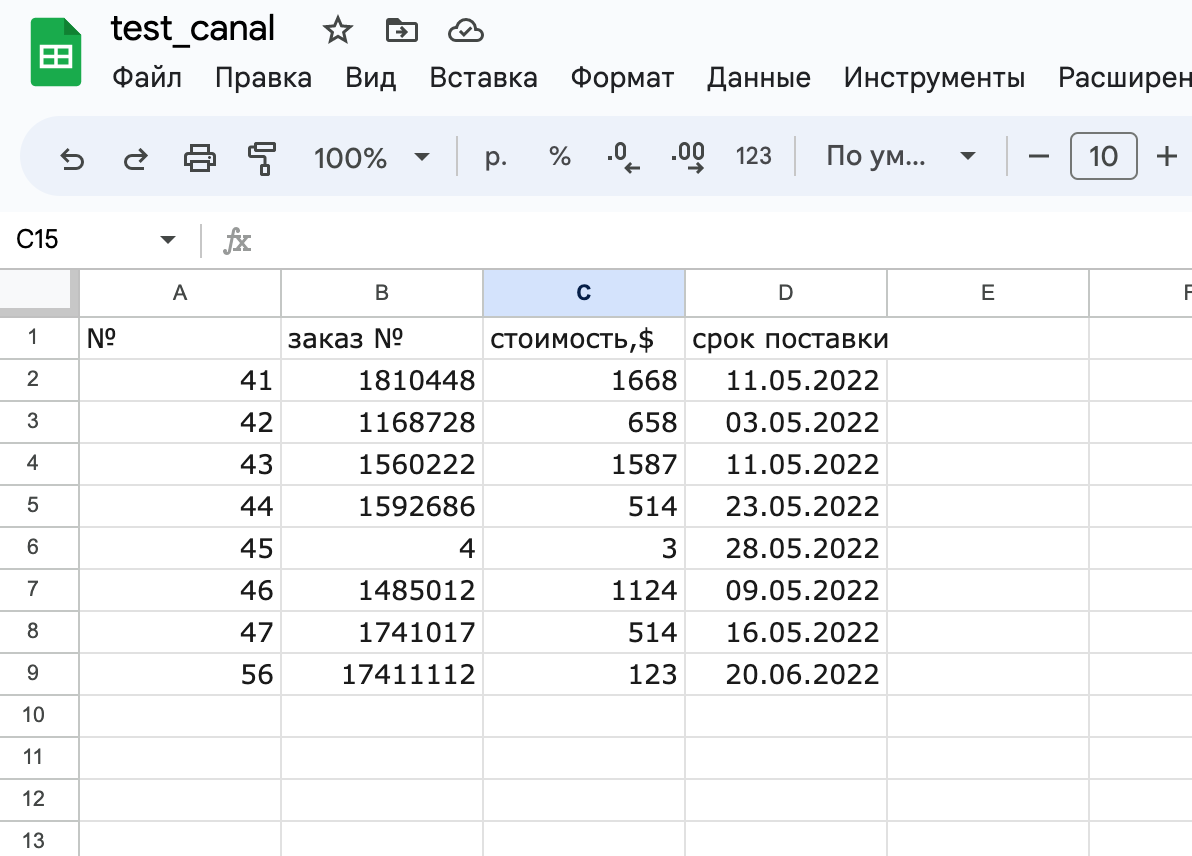 test_canal
Файл Правка Вид Вставка Формат Данные Инструменты Расширен
100% р. % .0 .00 123 По ум... 10
C15 fx
A B C D E F
1 № заказ № стоимость,$ срок поставки
2 41 1810448 1668 11.05.2022
3 42 1168728 658 03.05.2022
4 43 1560222 1587 11.05.2022
5 44 1592686 514 23.05.2022
6 45 4 3 28.05.2022
7 46 1485012 1124 09.05.2022
8 47 1741017 514 16.05.2022
9 56 17411112 123 20.06.2022
10
11
12
13